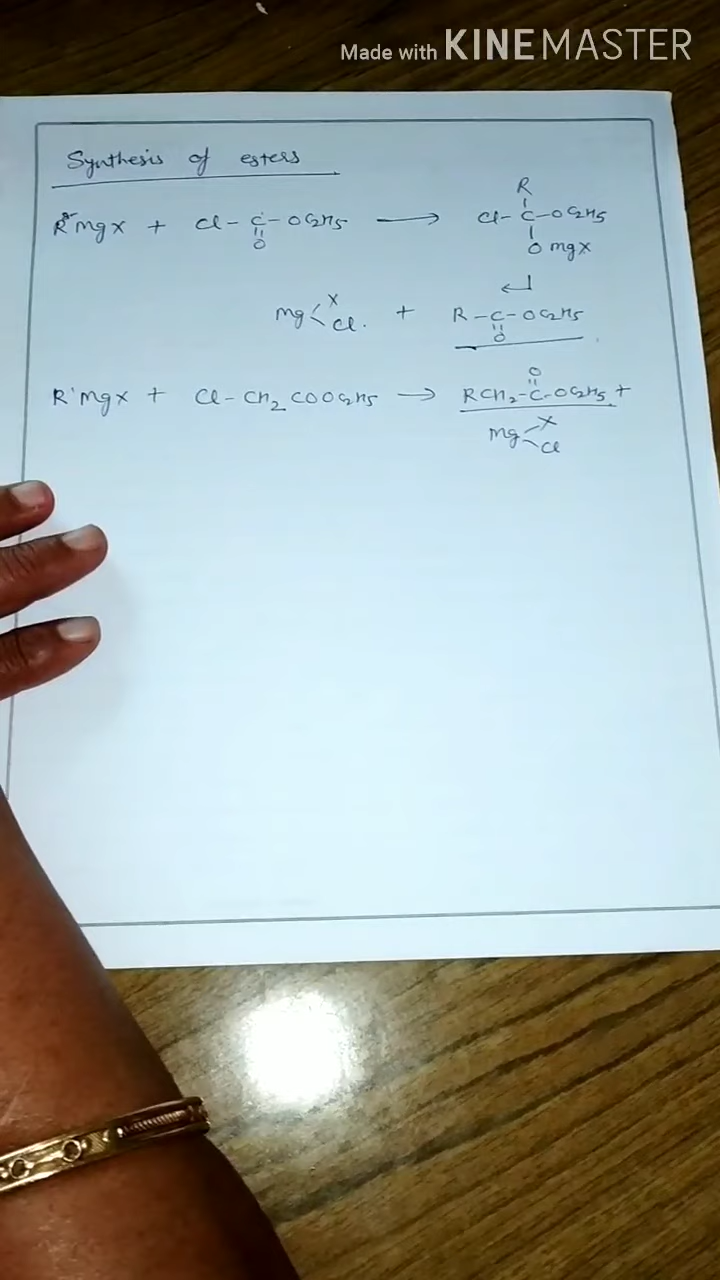 Made with KINEMASTER
Synthesis of esters
R
RMgx + Cl-C-OC2H5 → Cl-C-OC2H5
O
O mgx
Mg x Cl. + R-C-OC2H5
O
O
R'Mgx + Cl-CH2COOC2H5 → RCH2-C-OC2H5 +
Mg x Cl